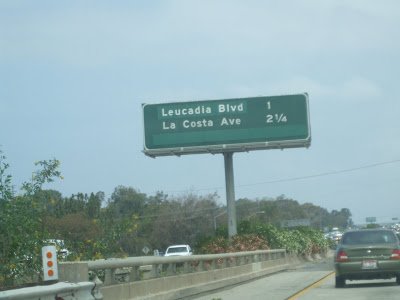 Leucadia Blvd 1
La Costa Ave 2¼